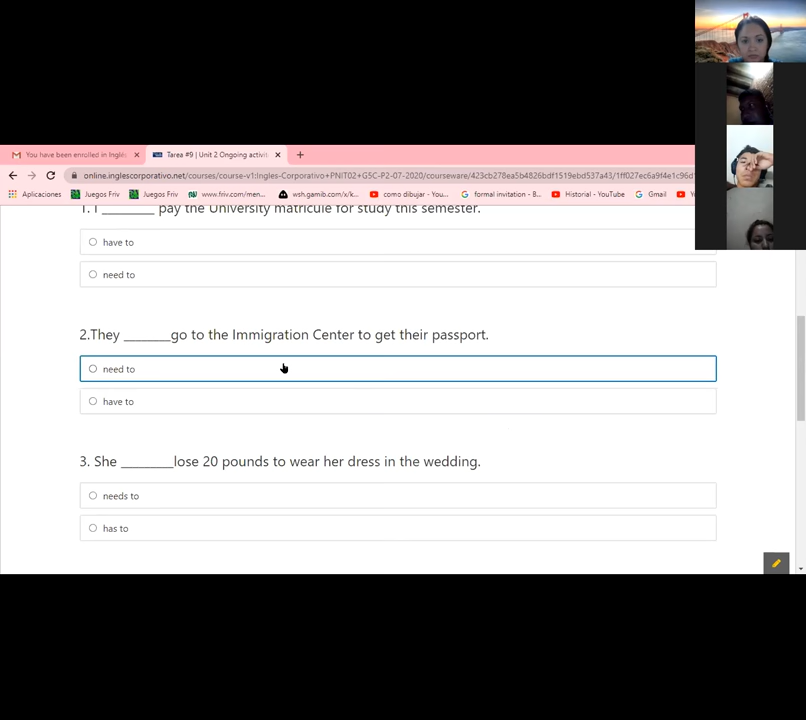 You have been enrolled in Inglés
Tarea #9 | Unit 2 Ongoing activi
online.inglescorporativo.net/courses/course-v1:Ingles-Corporativo+PNIT02+G5C-P2-07-2020/courseware/423cb278ea5b4826bdf1519ebd537a43/1ff027ec6a9f4e1c96d
Aplicaciones Juegos Friv Juegos Friv www.friv.com/men... wsh.gamib.com/x/k... como dibujar - You... formal invitation - B... Historial - YouTube Gmail
1. I ________ pay the University matricule for study this semester.
have to
need to
2.They _______go to the Immigration Center to get their passport.
need to
have to
3. She ________lose 20 pounds to wear her dress in the wedding.
needs to
has to